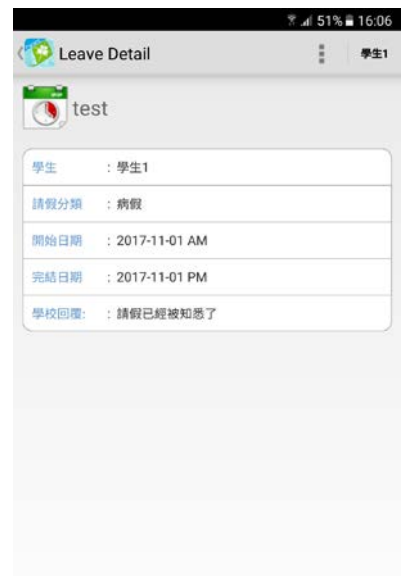 51% 16:06
Leave Detail 學生1
test
學生 : 學生1
請假分類 : 病假
開始日期 : 2017-11-01 AM
完結日期 : 2017-11-01 PM
學校回覆: : 請假已經被知悉了